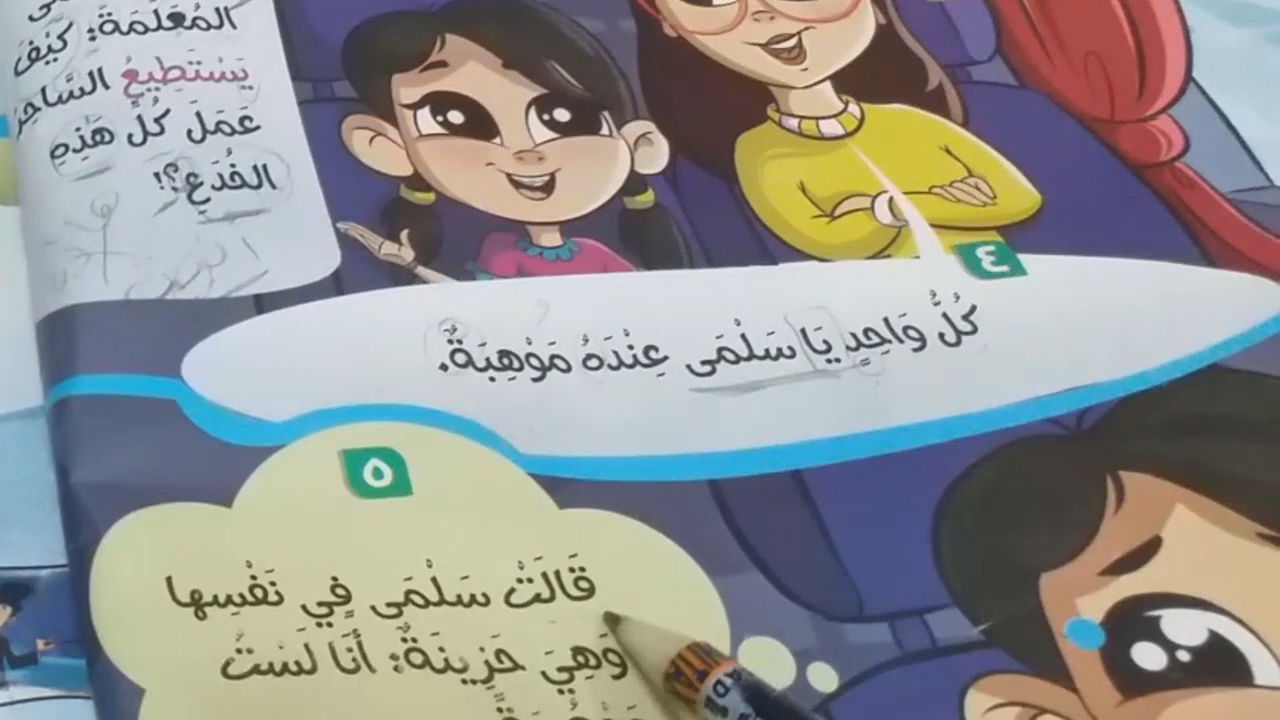 المُعَلِّمَةَ: كَيْفَ
يَسْتَطِيعُ السَّاحِرُ
عَمَلَ كُلِّ هَذِهِ
الخُدَعِ؟!
٤
كُلُّ وَاحِدٍ يَا سَلْمَى عِنْدَهُ مَوْهِبَةٌ.
٥
قَالَتْ سَلْمَى فِي نَفْسِها
وَهِيَ حَزِينَةٌ: أَنَا لَسْتُ